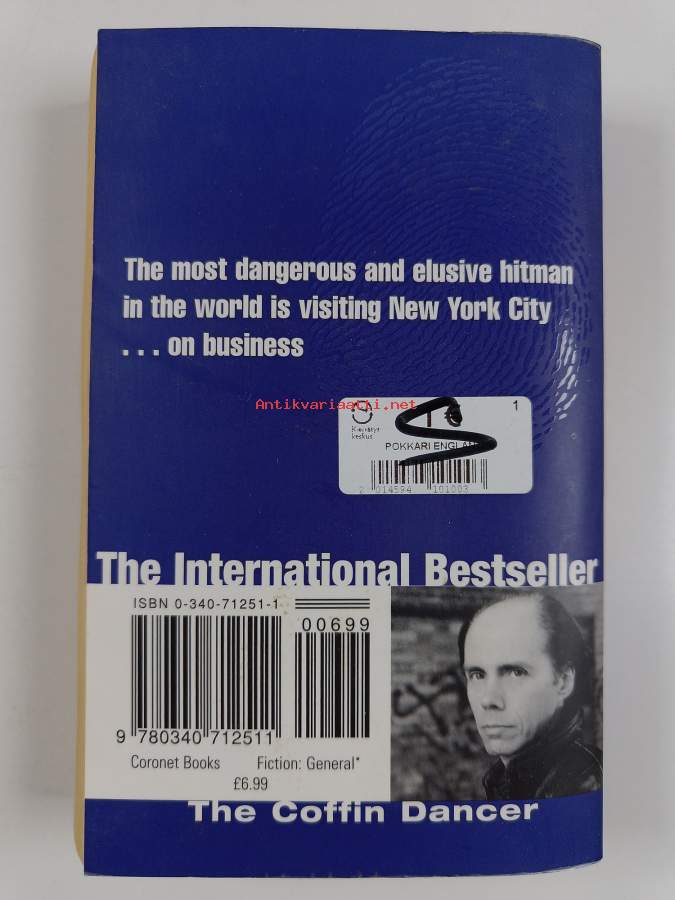 The most dangerous and elusive hitman
in the world is visiting New York City
. . . on business
Antikvariaatti.net
1
Kierrätys
keskus
POKKARI
2 014594 101003
The International Bestseller
ISBN 0-340-71251-1
00699
9 780340 712511
Coronet Books Fiction: General*
£6.99
The Coffin Dancer